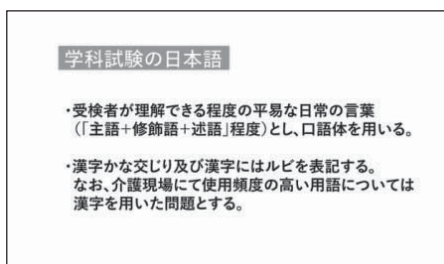 学科試験の日本語
・受検者が理解できる程度の平易な日常の言葉
(「主語+修飾語+述語」程度)とし、口語体を用いる。
・漢字かな交じり及び漢字にはルビを表記する。
なお、介護現場にて使用頻度の高い用語については
漢字を用いた問題とする。